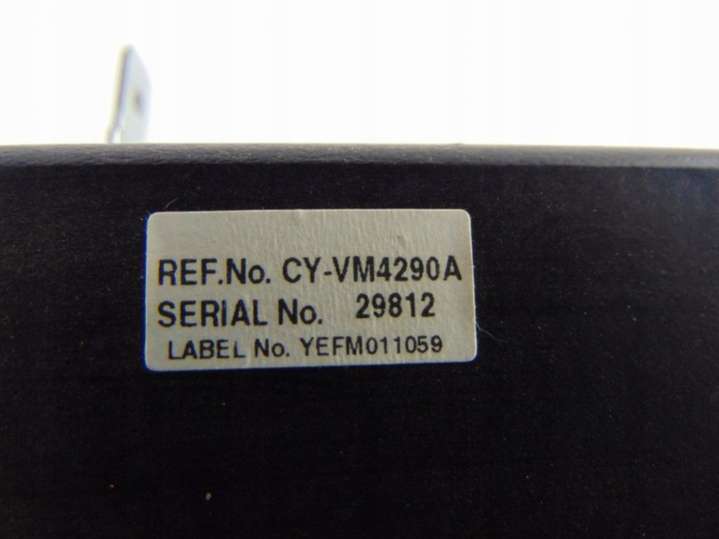 REF.No. CY-VM4290A
SERIAL No. 29812
LABEL No. YEFM011059